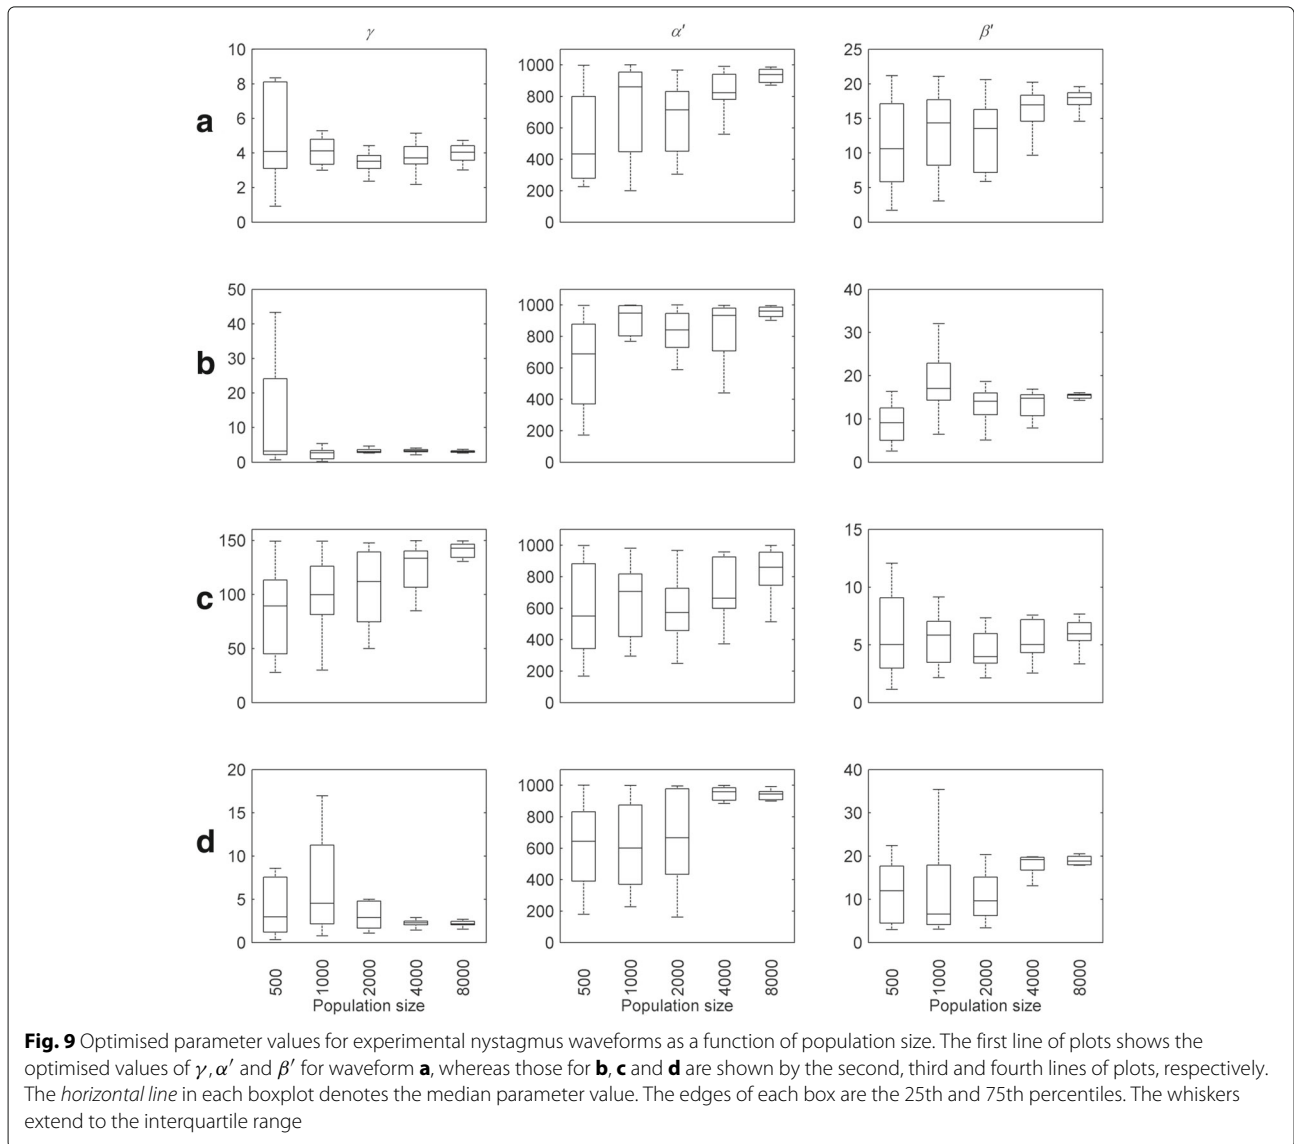 γ α′ β′
10 1000 25
8 800 20
a 6 600 15
4 400 10
2 200 5
0 0 0
50 1000 40
40 800 30
b 30 600 20
20 400 10
10 200 0
0 0
150 1000 15
c 100 800 10
50 600 5
0 400 0
200
0
20 1000 40
d 15 800 30
10 600 20
5 400 10
0 200 0
0
500 1000 2000 4000 8000 500 1000 2000 4000 8000 500 1000 2000 4000 8000
Population size Population size Population size
Fig. 9 Optimised parameter values for experimental nystagmus waveforms as a function of population size. The first line of plots shows the
optimised values of γ, α′ and β′ for waveform a, whereas those for b, c and d are shown by the second, third and fourth lines of plots, respectively.
The horizontal line in each boxplot denotes the median parameter value. The edges of each box are the 25th and 75th percentiles. The whiskers
extend to the interquartile range